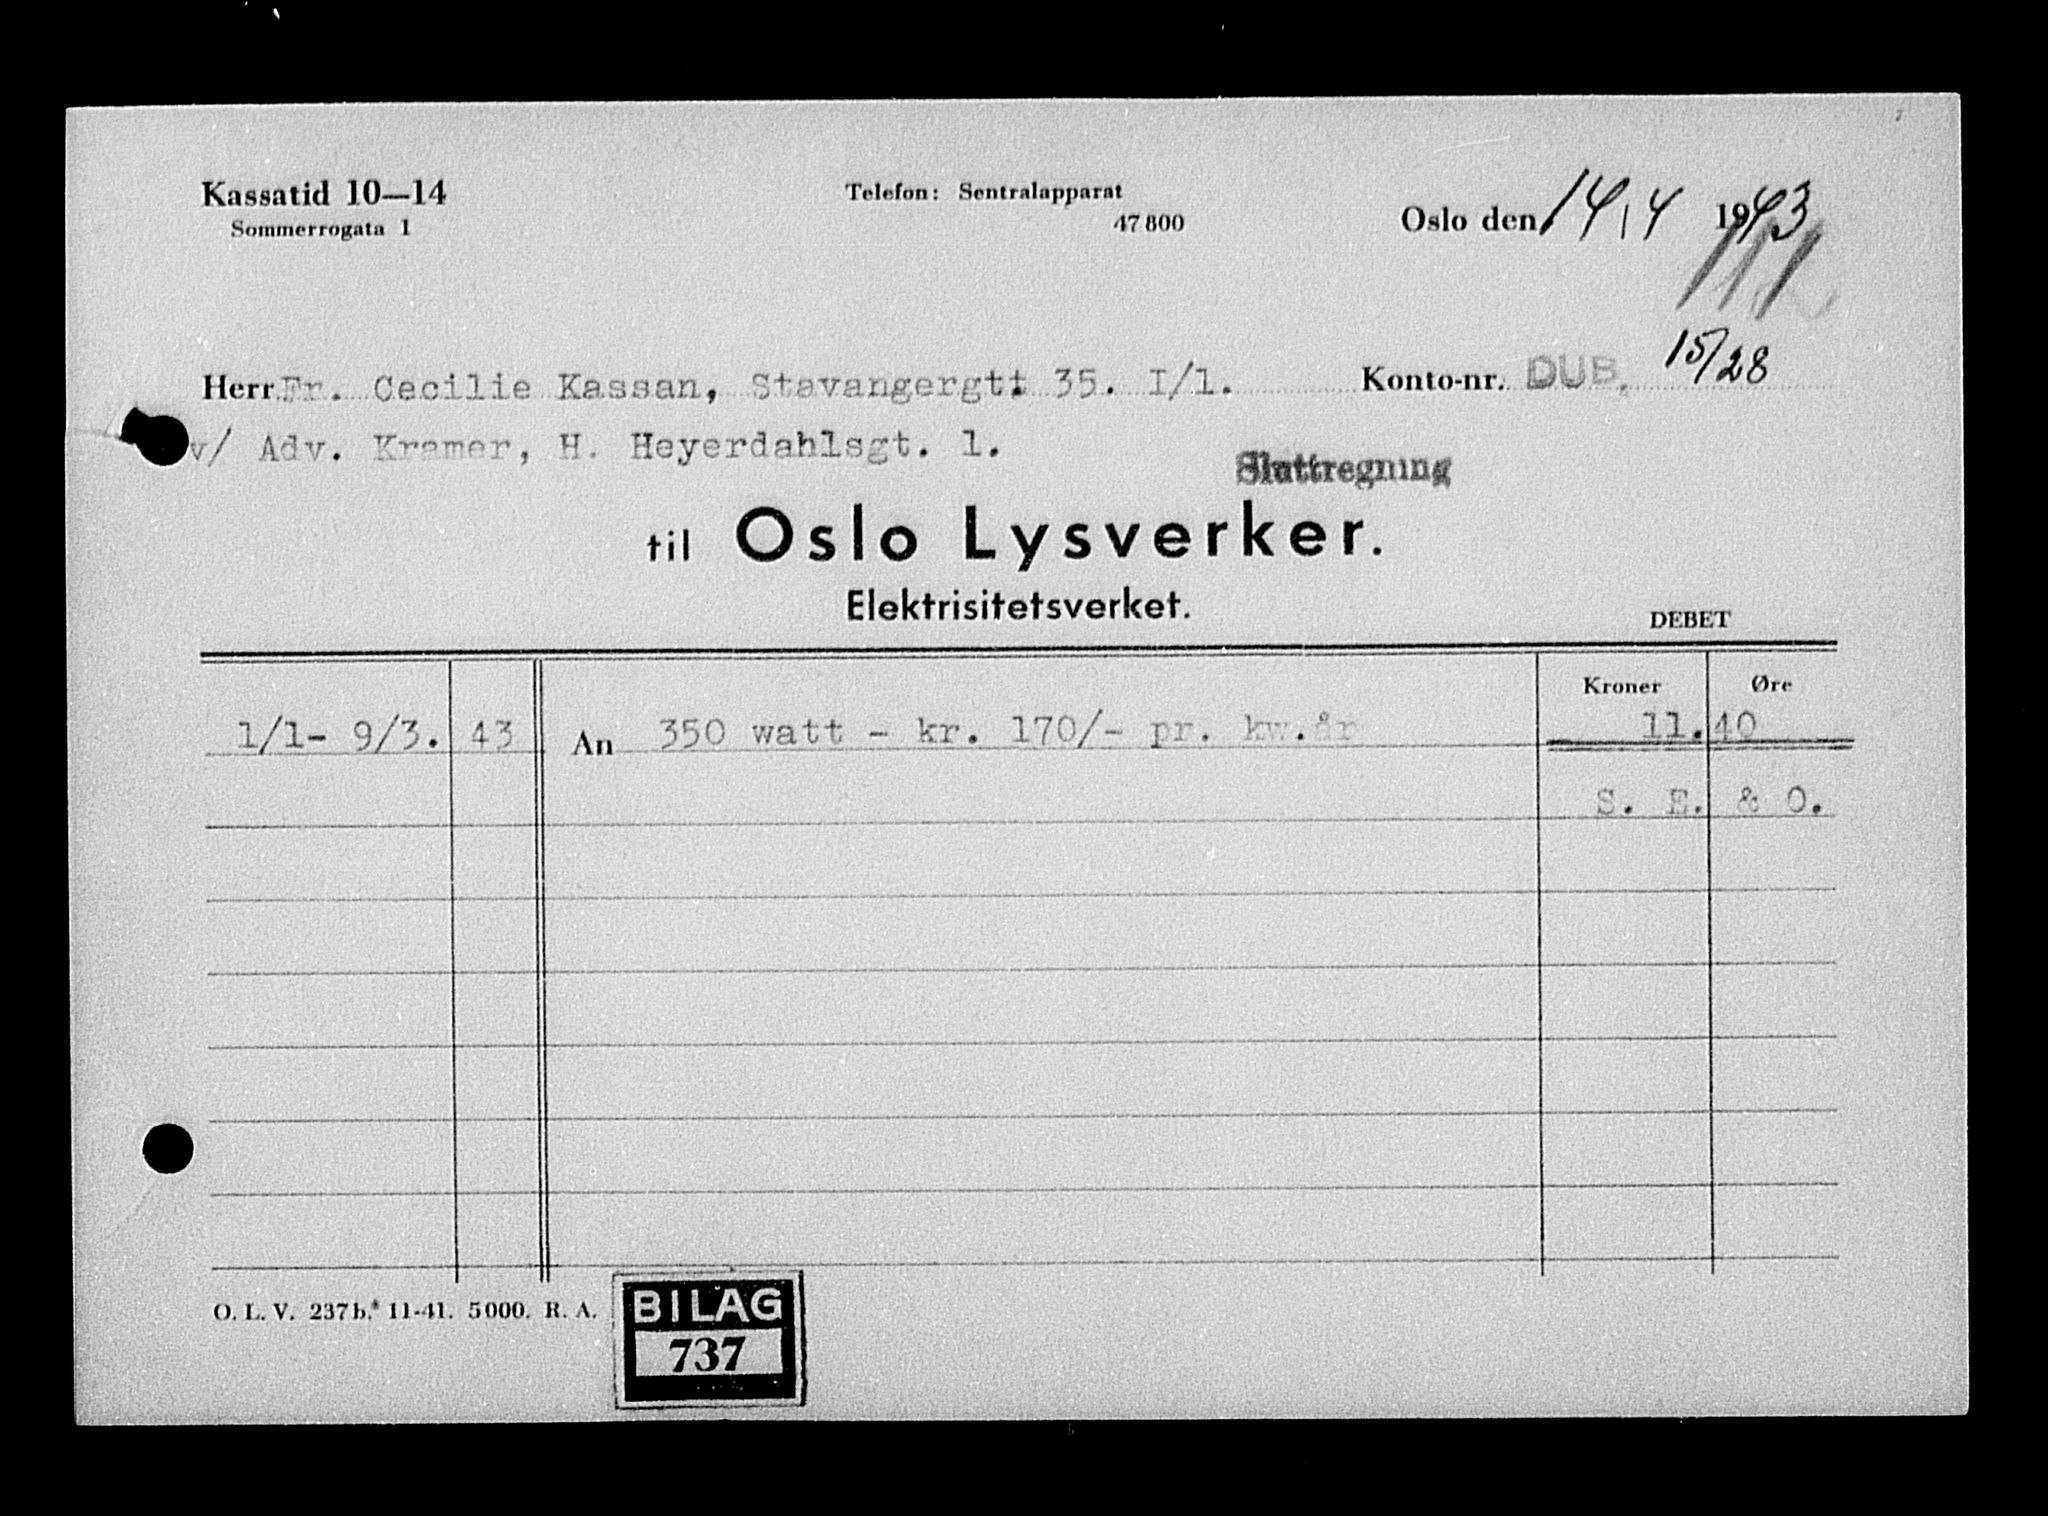 Kassatid 10—14
Sommerrogata 1
Telefon: Sentralapparat
47 800
Oslo den 14/4 1943
Herr Fr. Cecilie Kassan, Stavangergt. 35. I/1.
Konto-nr. DUB. 15/28
v/ Adv. Kramer, H. Heyerdahlsgt. 1.
Sluttregning
til Oslo Lysverker.
Elektrisitetsverket.
DEBET
Kroner Øre
1/1- 9/3. 43 An 350 watt - kr. 170/- pr. kw.år 11.40
S. E. & O.
O. L. V. 237 b.* 11-41. 5000. R. A.
BILAG
737